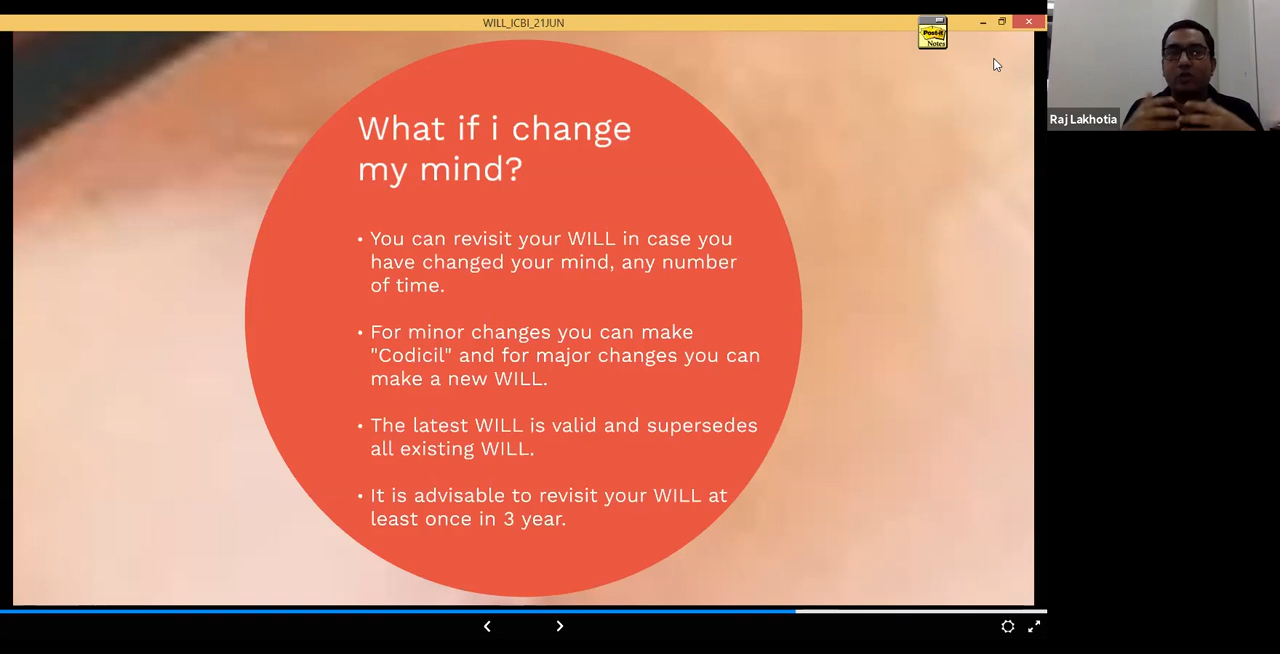 WILL_ICBI_21JUN
Post-it
Notes
Raj Lakhotia
What if i change
my mind?
• You can revisit your WILL in case you
have changed your mind, any number
of time.
• For minor changes you can make
"Codicil" and for major changes you can
make a new WILL.
• The latest WILL is valid and supersedes
all existing WILL.
• It is advisable to revisit your WILL at
least once in 3 year.